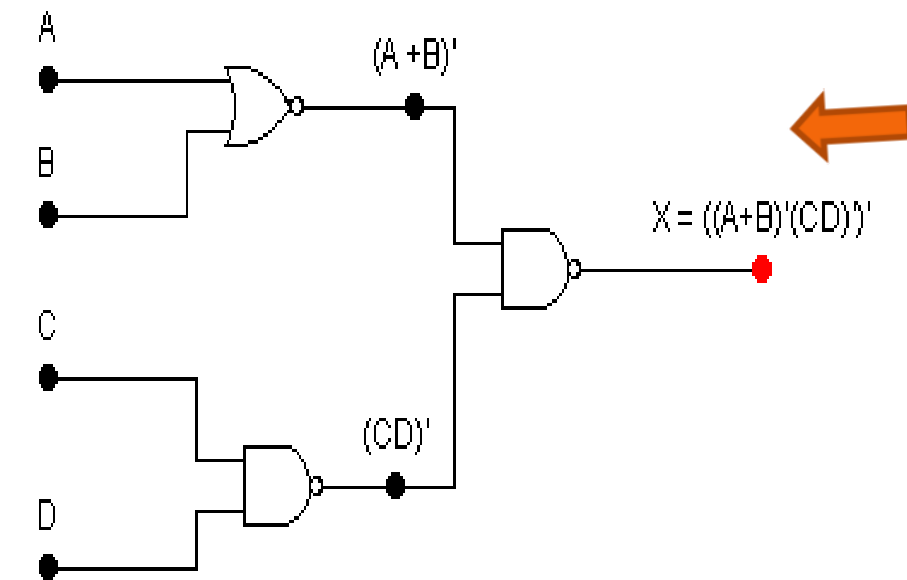 A
(A +B)'
B
X = ((A+B)'(CD)')'
C
(CD)'
D